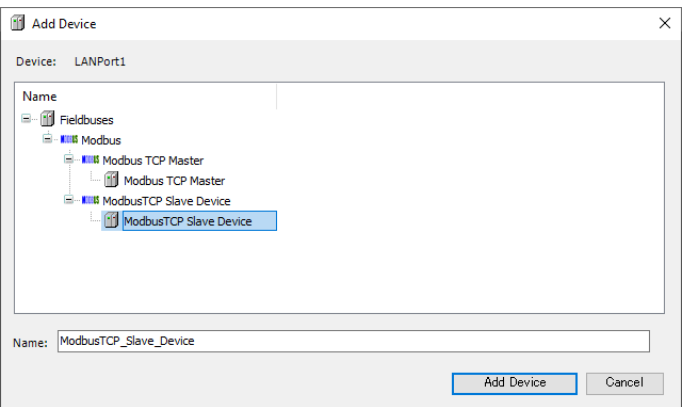 Add Device
Device: LANPort1
Name
Fieldbuses
Modbus
Modbus TCP Master
Modbus TCP Master
ModbusTCP Slave Device
ModbusTCP Slave Device
Name: ModbusTCP_Slave_Device
Add Device Cancel